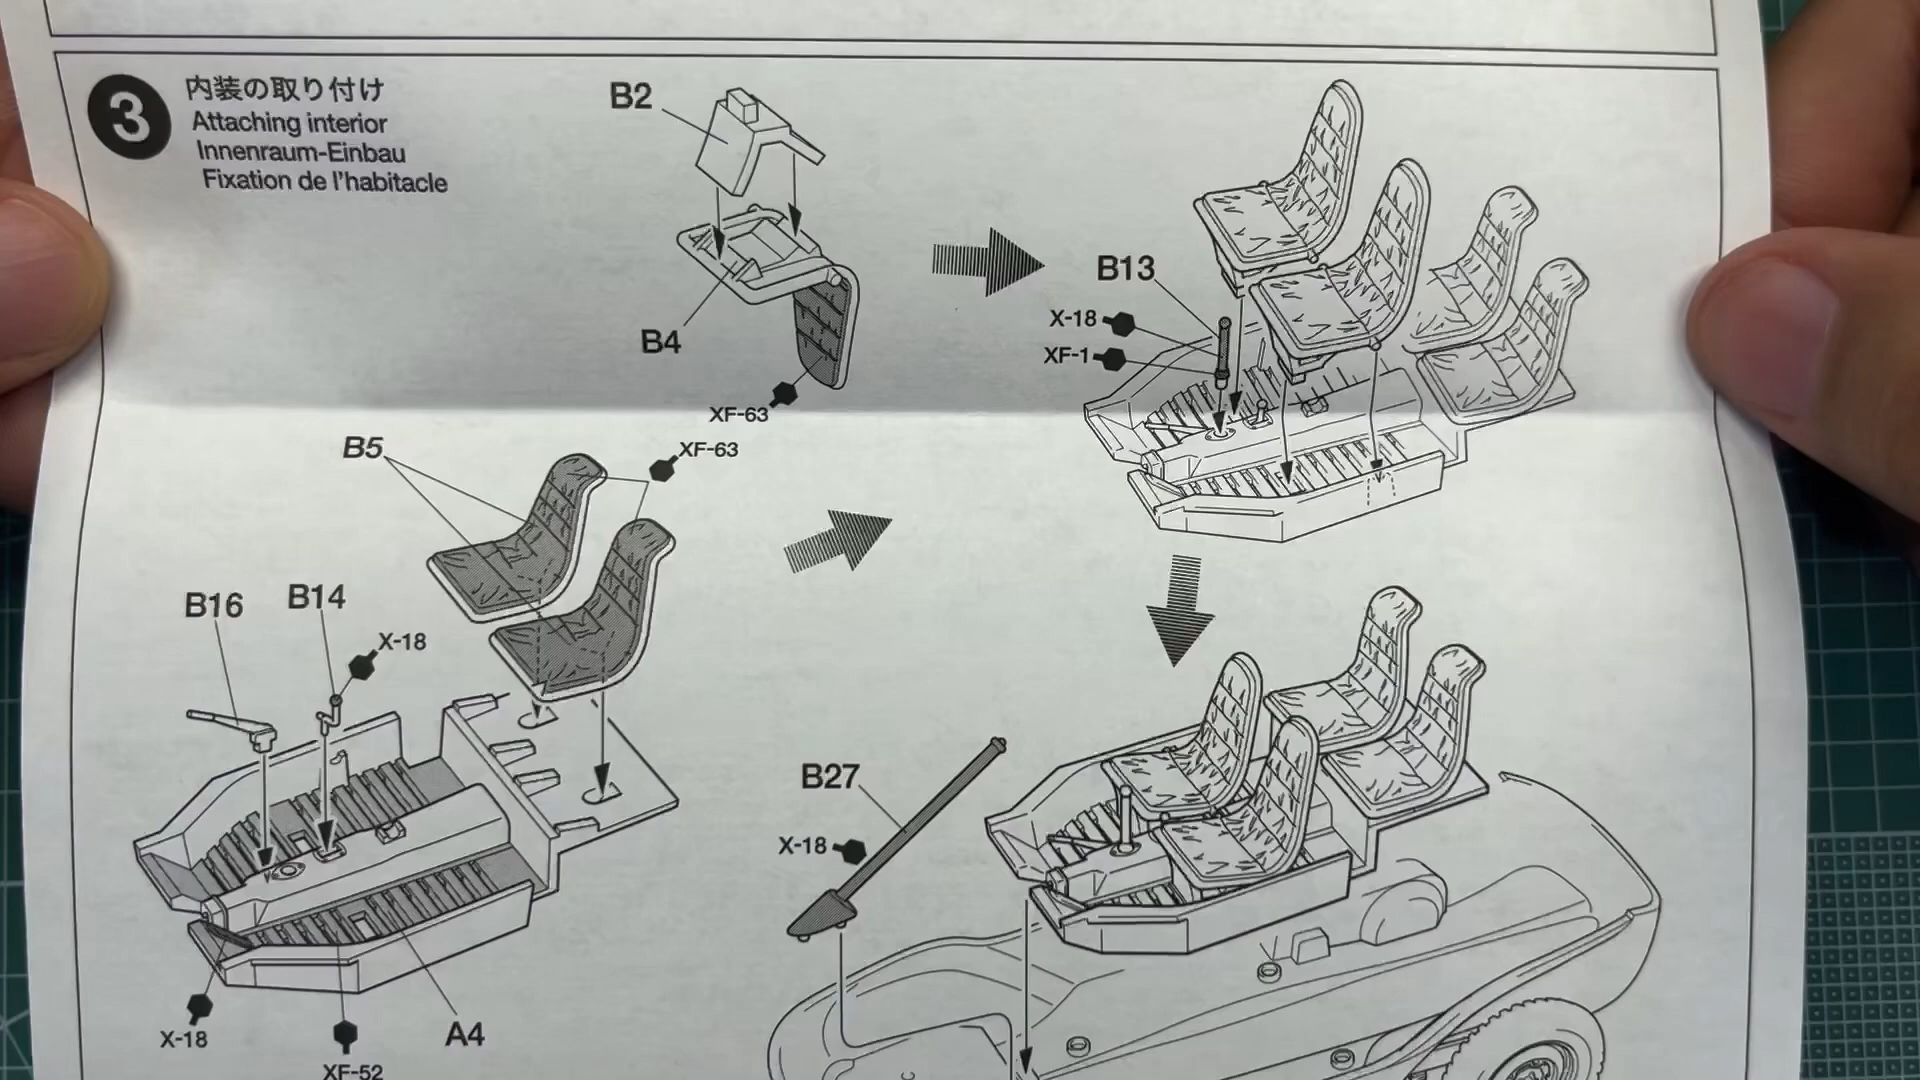 3
内装の取り付け
Attaching interior
Innenraum-Einbau
Fixation de l'habitacle
B2
B4
XF-63
B13
X-18
XF-1
B5
XF-63
B16
B14
X-18
B27
X-18
X-18
XF-52
A4